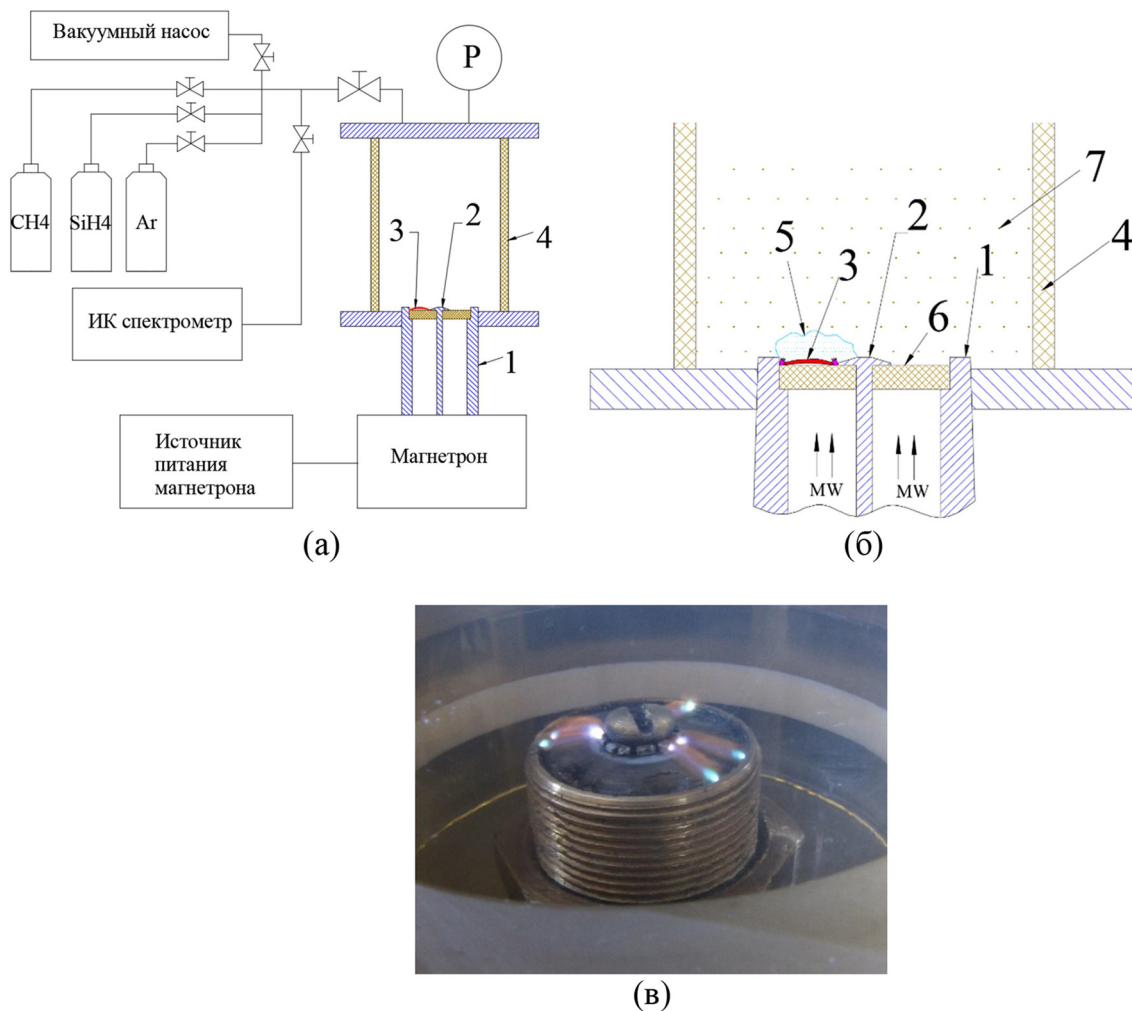 Вакуумный насос
P
CH4
SiH4
Ar
3
2
4
ИК спектрометр
1
Источник
питания
магнетрона
Магнетрон
(а)
7
5
3
2
1
4
6
MW
MW
(б)
(в)